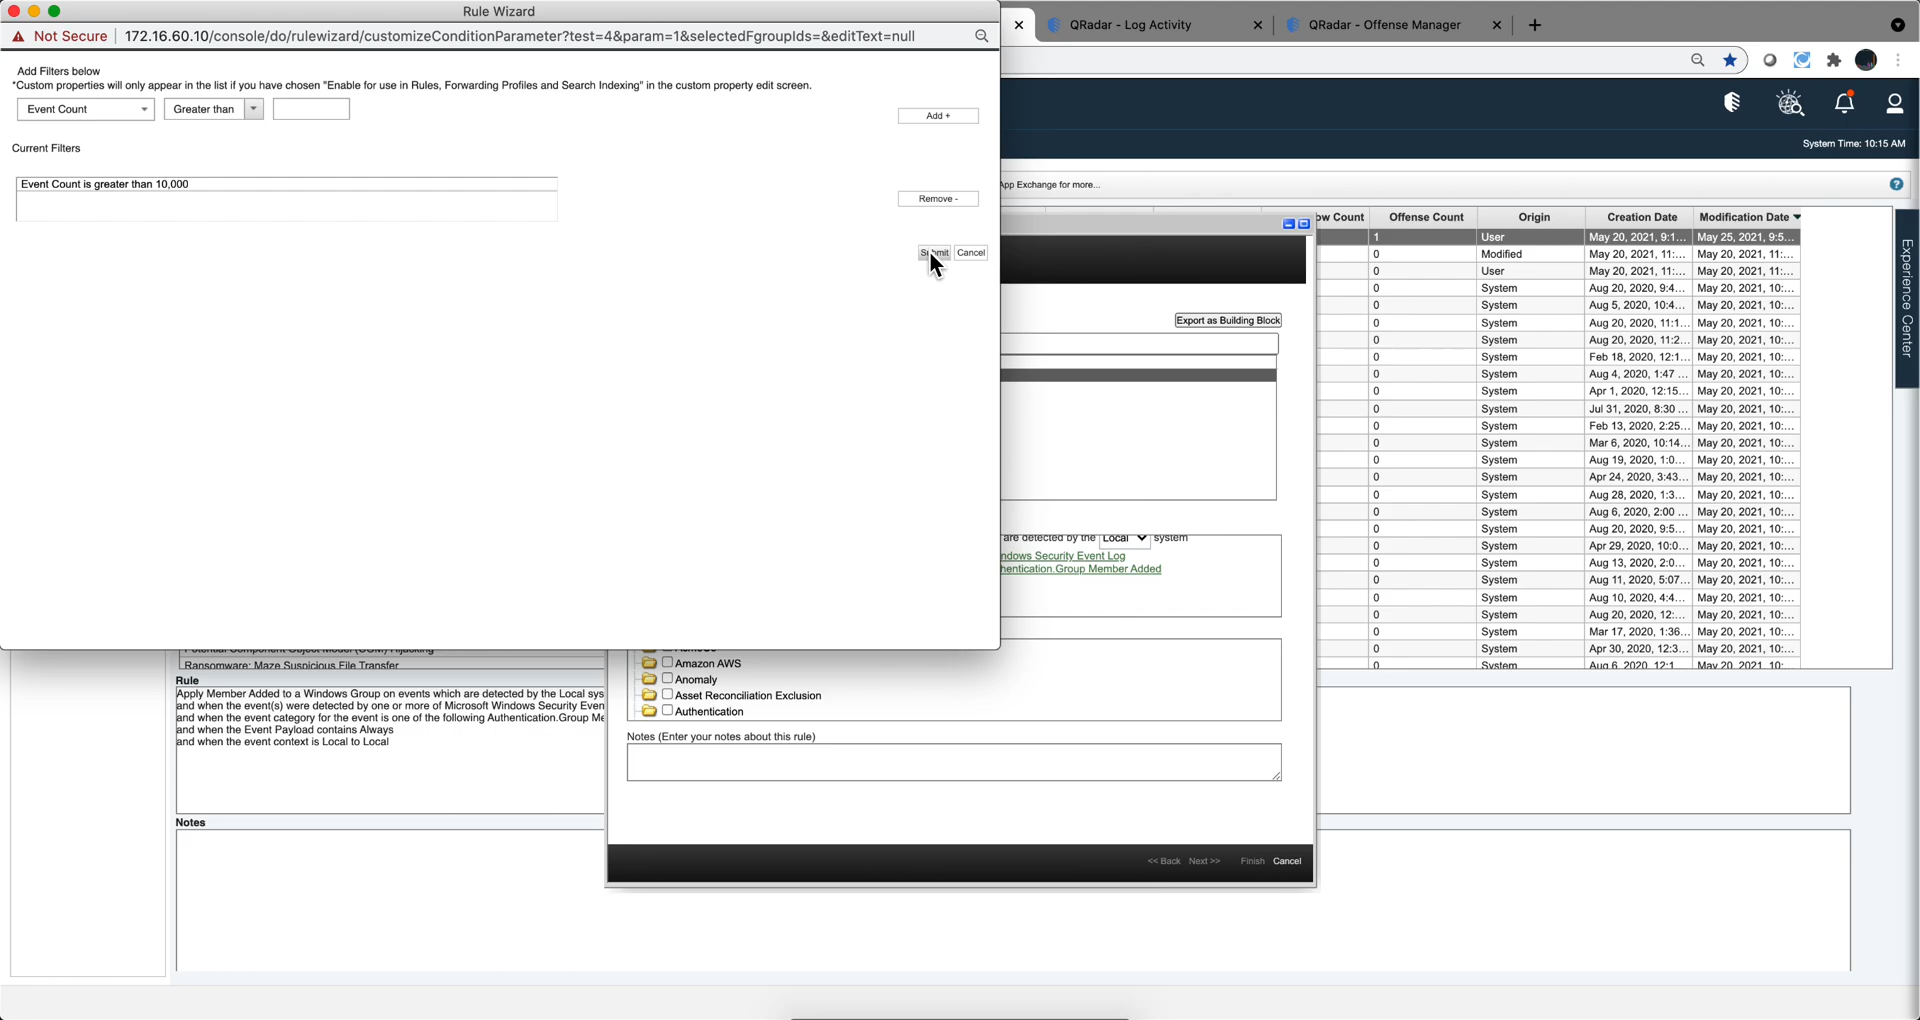 Rule Wizard
Not Secure
172.16.60.10/console/do/rulewizard/customizeConditionParameter?test=4&param=1&selectedFgroupIds=&editText=null
QRadar - Log Activity
QRadar - Offense Manager
Add Filters below
*Custom properties will only appear in the list if you have chosen "Enable for use in Rules, Forwarding Profiles and Search Indexing" in the custom property edit screen.
Event Count
Greater than
Add +
Current Filters
Event Count is greater than 10,000
Remove -
Submit
Cancel
System Time: 10:15 AM
App Exchange for more...
Experience Center
ow Count Offense Count Origin Creation Date Modification Date
1 User May 20, 2021, 9:1... May 25, 2021, 9:5...
0 Modified May 20, 2021, 11:... May 20, 2021, 11:...
0 User May 20, 2021, 11:... May 20, 2021, 11:...
0 System Aug 20, 2020, 9:4... May 20, 2021, 10:...
0 System Aug 5, 2020, 10:4... May 20, 2021, 10:...
0 System Aug 20, 2020, 11:1... May 20, 2021, 10:...
0 System Aug 20, 2020, 11:2... May 20, 2021, 10:...
0 System Feb 18, 2020, 12:1... May 20, 2021, 10:...
0 System Aug 4, 2020, 1:47 ... May 20, 2021, 10:...
0 System Apr 1, 2020, 12:15... May 20, 2021, 10:...
0 System Jul 31, 2020, 8:30 ... May 20, 2021, 10:...
0 System Feb 13, 2020, 2:25... May 20, 2021, 10:...
0 System Mar 6, 2020, 10:14... May 20, 2021, 10:...
0 System Aug 19, 2020, 1:0... May 20, 2021, 10:...
0 System Apr 24, 2020, 3:43... May 20, 2021, 10:...
0 System Aug 28, 2020, 1:3... May 20, 2021, 10:...
0 System Aug 6, 2020, 2:00 ... May 20, 2021, 10:...
0 System Aug 20, 2020, 9:5... May 20, 2021, 10:...
0 System Apr 29, 2020, 10:0... May 20, 2021, 10:...
0 System Aug 13, 2020, 2:0... May 20, 2021, 10:...
0 System Aug 11, 2020, 5:07... May 20, 2021, 10:...
0 System Aug 10, 2020, 4:4... May 20, 2021, 10:...
0 System Aug 20, 2020, 12:... May 20, 2021, 10:...
0 System Mar 17, 2020, 1:36... May 20, 2021, 10:...
0 System Apr 30, 2020, 12:3... May 20, 2021, 10:...
0 System Aug 6, 2020, 12:1... May 20, 2021, 10:...
Export as Building Block
are detected by the Local system
ndows Security Event Log
hentication.Group Member Added
Amazon AWS
Anomaly
Asset Reconciliation Exclusion
Authentication
Notes (Enter your notes about this rule)
<< Back Next >> Finish Cancel
Potential Component Object Model (COM) Hijacking
Ransomware: Maze Suspicious File Transfer
Rule
Apply Member Added to a Windows Group on events which are detected by the Local sys
and when the event(s) were detected by one or more of Microsoft Windows Security Even
and when the event category for the event is one of the following Authentication.Group Me
and when the Event Payload contains Always
and when the event context is Local to Local
Notes